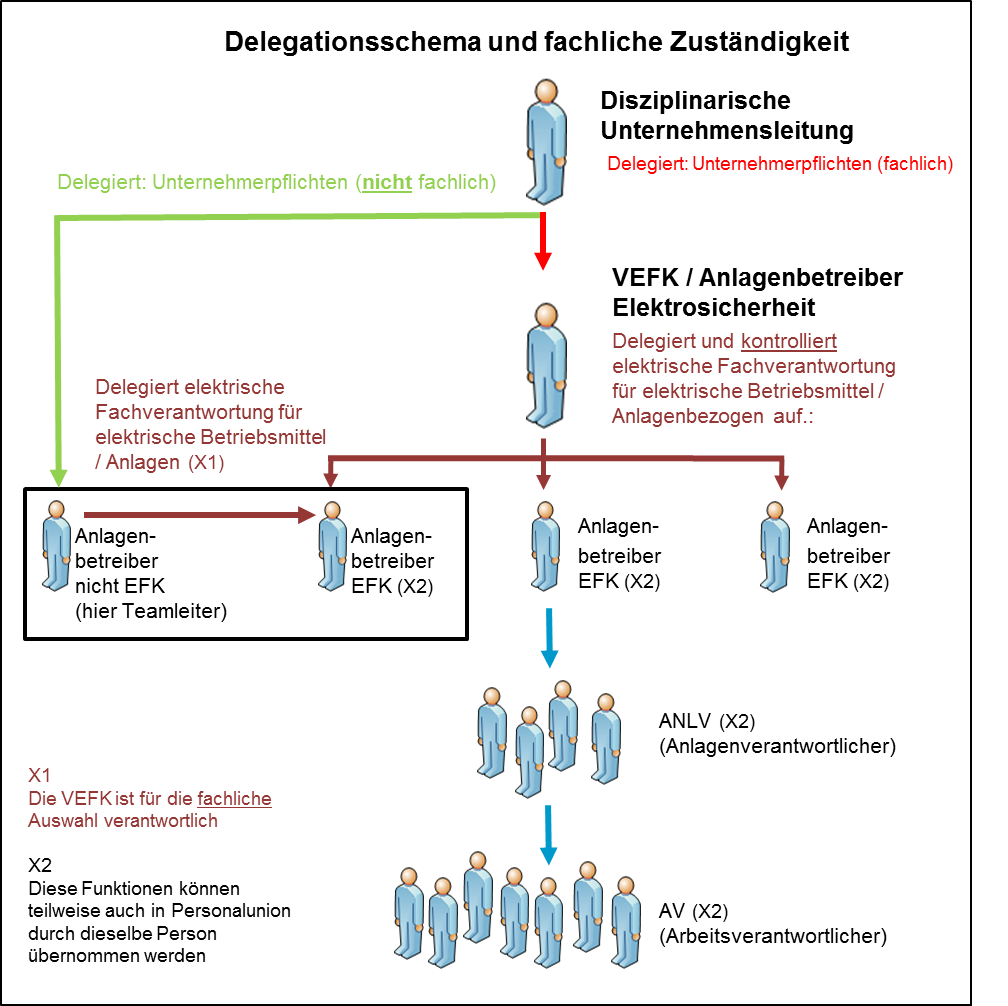 Delegationsschema und fachliche Zuständigkeit
Disziplinarische
Unternehmensleitung
Delegiert: Unternehmerpflichten (fachlich)
Delegiert: Unternehmerpflichten (nicht fachlich)
VEFK / Anlagenbetreiber
Elektrosicherheit
Delegiert und kontrolliert
elektrische Fachverantwortung
für elektrische Betriebsmittel /
Anlagenbezogen auf.:
Delegiert elektrische
Fachverantwortung für
elektrische Betriebsmittel
/ Anlagen (X1)
Anlagen-
betreiber
nicht EFK
(hier Teamleiter)
Anlagen-
betreiber
EFK (X2)
Anlagen-
betreiber
EFK (X2)
Anlagen-
betreiber
EFK (X2)
ANLV (X2)
(Anlagenverantwortlicher)
X1
Die VEFK ist für die fachliche
Auswahl verantwortlich
X2
Diese Funktionen können
teilweise auch in Personalunion
durch dieselbe Person
übernommen werden
AV (X2)
(Arbeitsverantwortlicher)